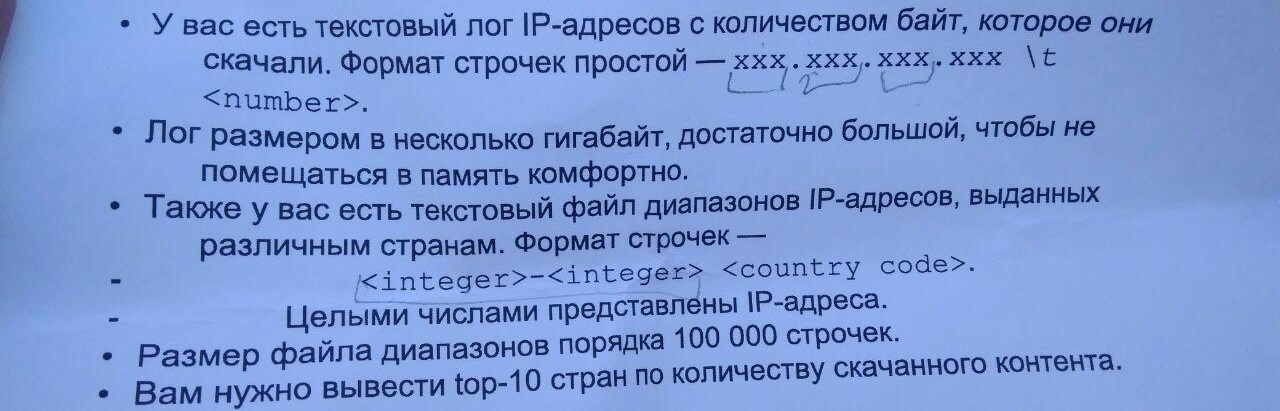 • У вас есть текстовый лог IP-адресов с количеством байт, которое они
скачали. Формат строчек простой — xxx.xxx.xxx.xxx \t
<number>.
• Лог размером в несколько гигабайт, достаточно большой, чтобы не
помещаться в память комфортно.
• Также у вас есть текстовый файл диапазонов IP-адресов, выданных
различным странам. Формат строчек —
- <integer>-<integer> <country code>.
- Целыми числами представлены IP-адреса.
• Размер файла диапазонов порядка 100 000 строчек.
• Вам нужно вывести top-10 стран по количеству скачанного контента.